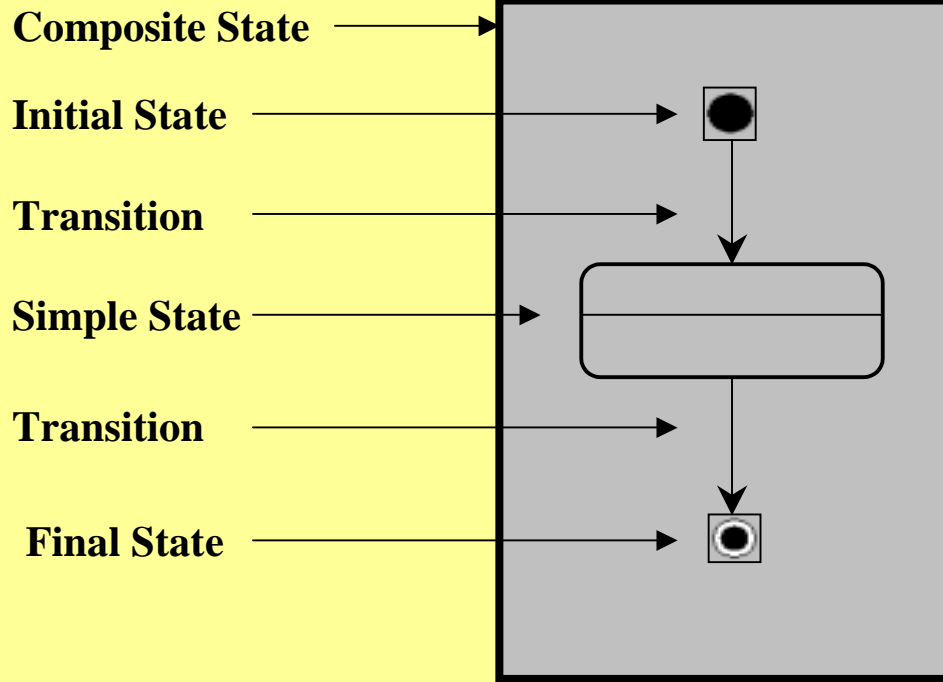 Composite State
Initial State
Transition
Simple State
Transition
Final State